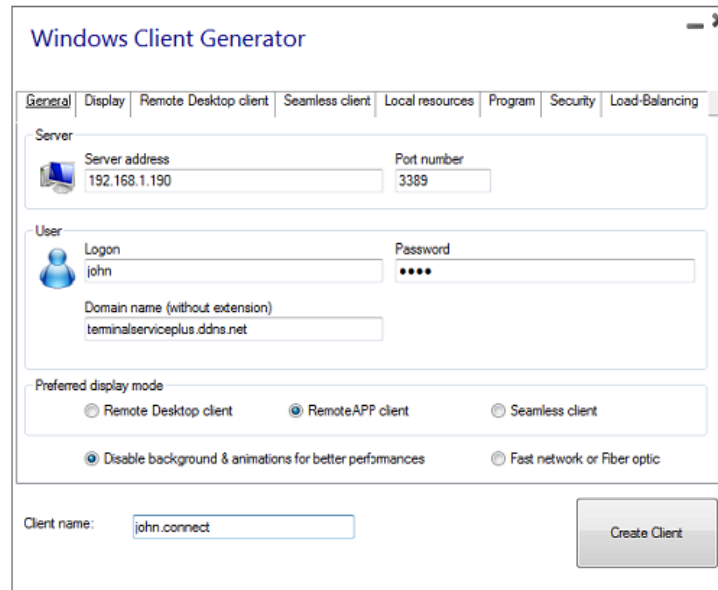 Windows Client Generator
General Display Remote Desktop client Seamless client Local resources Program Security Load-Balancing
Server
Server address Port number
192.168.1.190 3389
User
Logon Password
john ●●●●
Domain name (without extension)
terminalserviceplus.ddns.net
Preferred display mode
Remote Desktop client RemoteAPP client Seamless client
Disable background & animations for better performances Fast network or Fiber optic
Client name: john.connect Create Client